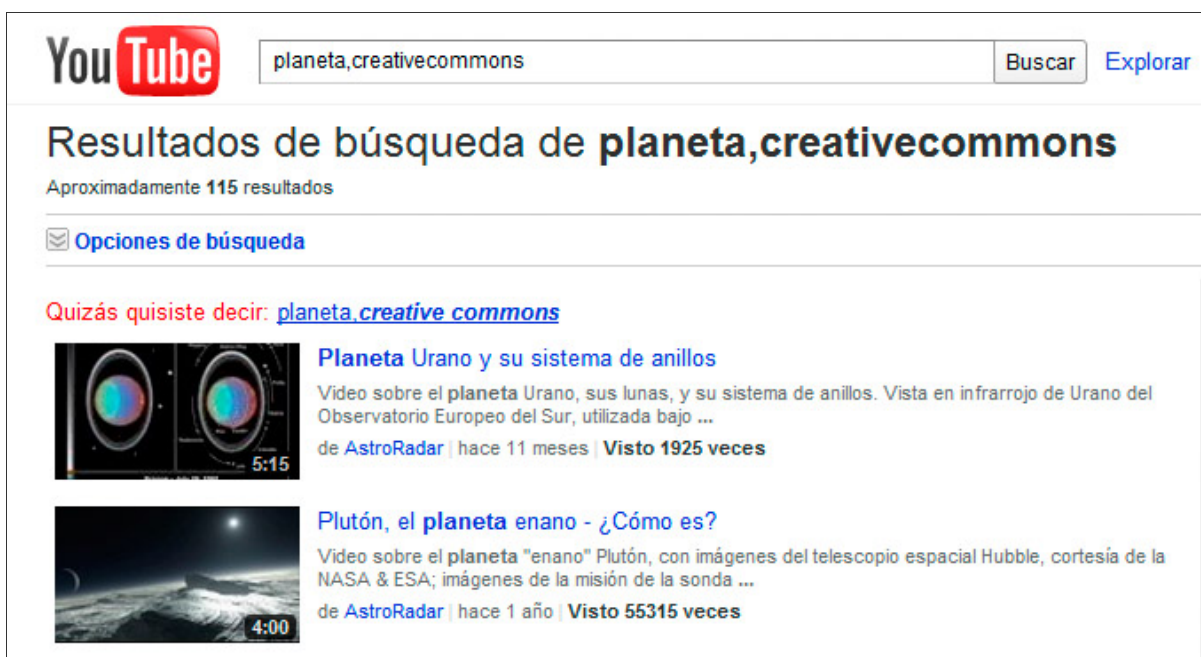 YouTube
planeta,creativecommons
Buscar
Explorar
Resultados de búsqueda de planeta,creativecommons
Aproximadamente 115 resultados
Opciones de búsqueda
Quizás quisiste decir: planeta,creative commons
5:15
Planeta Urano y su sistema de anillos
Video sobre el planeta Urano, sus lunas, y su sistema de anillos. Vista en infrarrojo de Urano del
Observatorio Europeo del Sur, utilizada bajo ...
de AstroRadar | hace 11 meses | Visto 1925 veces
4:00
Plutón, el planeta enano - ¿Cómo es?
Video sobre el planeta "enano" Plutón, con imágenes del telescopio espacial Hubble, cortesía de la
NASA & ESA; imágenes de la misión de la sonda ...
de AstroRadar | hace 1 año | Visto 55315 veces